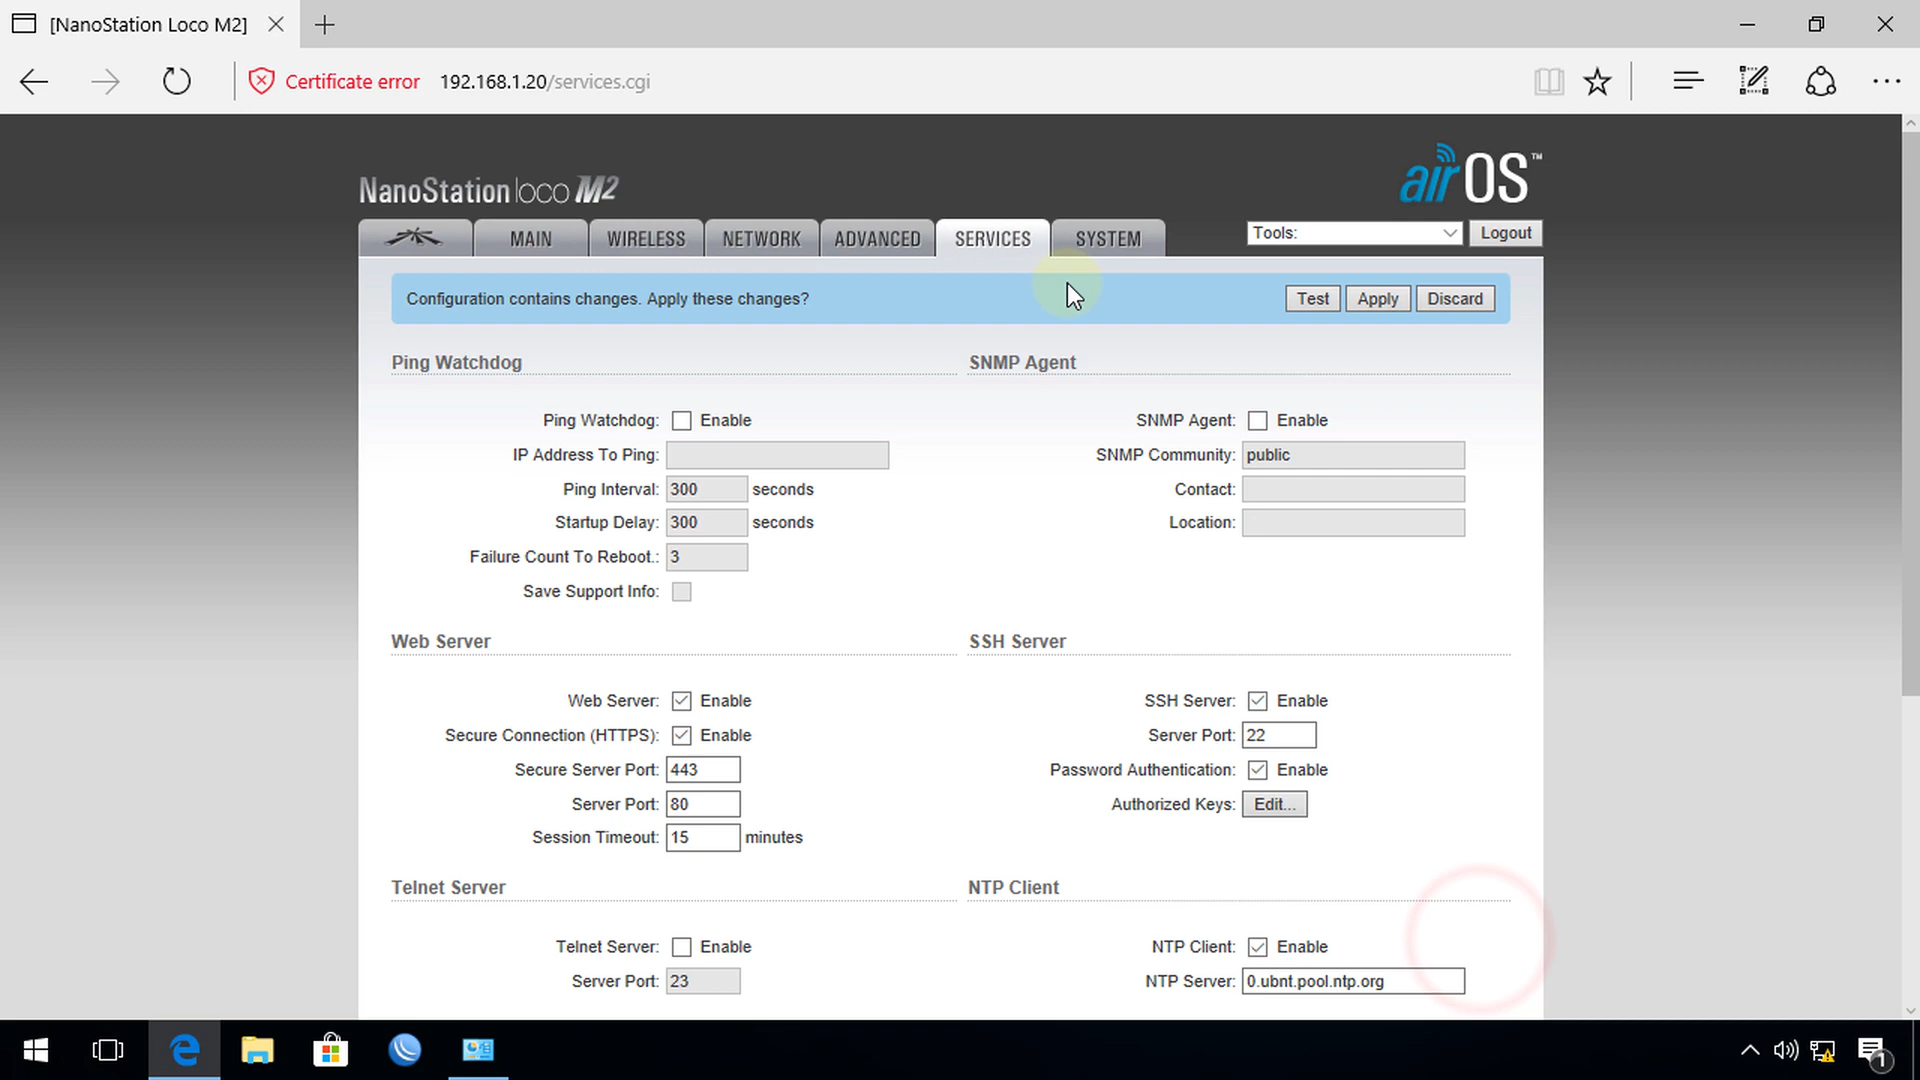 [NanoStation Loco M2]
Certificate error 192.168.1.20/services.cgi
NanoStation loco M2
airOS™
MAIN WIRELESS NETWORK ADVANCED SERVICES SYSTEM Tools: Logout
Configuration contains changes. Apply these changes? Test Apply Discard
Ping Watchdog
Ping Watchdog: Enable
IP Address To Ping:
Ping Interval: 300 seconds
Startup Delay: 300 seconds
Failure Count To Reboot.: 3
Save Support Info:
SNMP Agent
SNMP Agent: Enable
SNMP Community: public
Contact:
Location:
Web Server
Web Server: Enable
Secure Connection (HTTPS): Enable
Secure Server Port: 443
Server Port: 80
Session Timeout: 15 minutes
SSH Server
SSH Server: Enable
Server Port: 22
Password Authentication: Enable
Authorized Keys: Edit...
Telnet Server
Telnet Server: Enable
Server Port: 23
NTP Client
NTP Client: Enable
NTP Server: 0.ubnt.pool.ntp.org
1